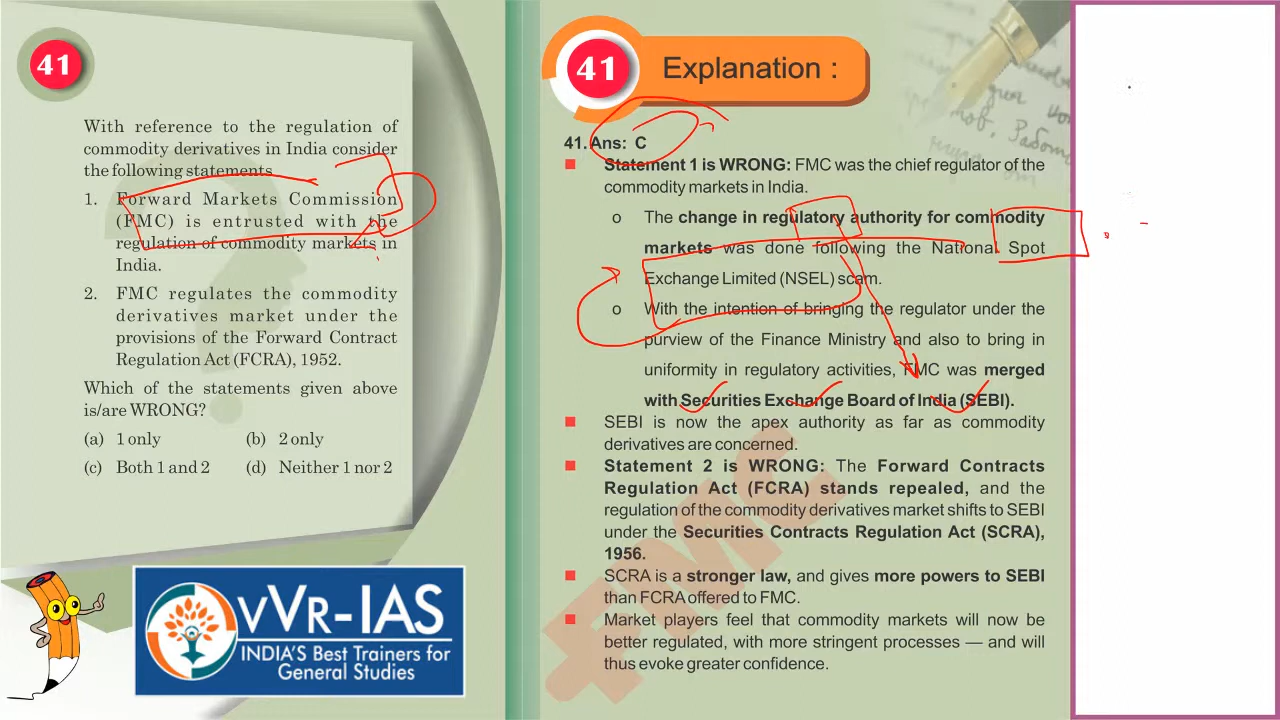 41
With reference to the regulation of
commodity derivatives in India consider
the following statements
1. Forward Markets Commission
(FMC) is entrusted with the
regulation of commodity markets in
India.
2. FMC regulates the commodity
derivatives market under the
provisions of the Forward Contract
Regulation Act (FCRA), 1952.
Which of the statements given above
is/are WRONG?
(a) 1 only (b) 2 only
(c) Both 1 and 2 (d) Neither 1 nor 2
vVr-IAS
INDIA'S Best Trainers for
General Studies
41 Explanation :
41. Ans: C
Statement 1 is WRONG: FMC was the chief regulator of the
commodity markets in India.
o The change in regulatory authority for commodity
markets was done following the National Spot
Exchange Limited (NSEL) scam.
o With the intention of bringing the regulator under the
purview of the Finance Ministry and also to bring in
uniformity in regulatory activities, FMC was merged
with Securities Exchange Board of India (SEBI).
SEBI is now the apex authority as far as commodity
derivatives are concerned.
Statement 2 is WRONG: The Forward Contracts
Regulation Act (FCRA) stands repealed, and the
regulation of the commodity derivatives market shifts to SEBI
under the Securities Contracts Regulation Act (SCRA),
1956.
SCRA is a stronger law, and gives more powers to SEBI
than FCRA offered to FMC.
Market players feel that commodity markets will now be
better regulated, with more stringent processes — and will
thus evoke greater confidence.
FMC